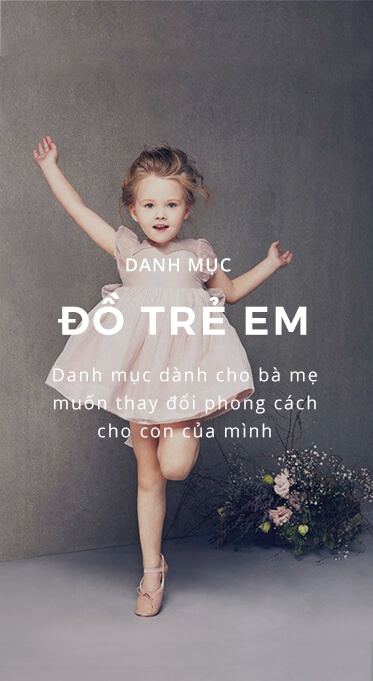 DANH MỤC
ĐỒ TRẺ EM
Danh mục dành cho bà mẹ
muốn thay đổi phong cách
cho con của mình